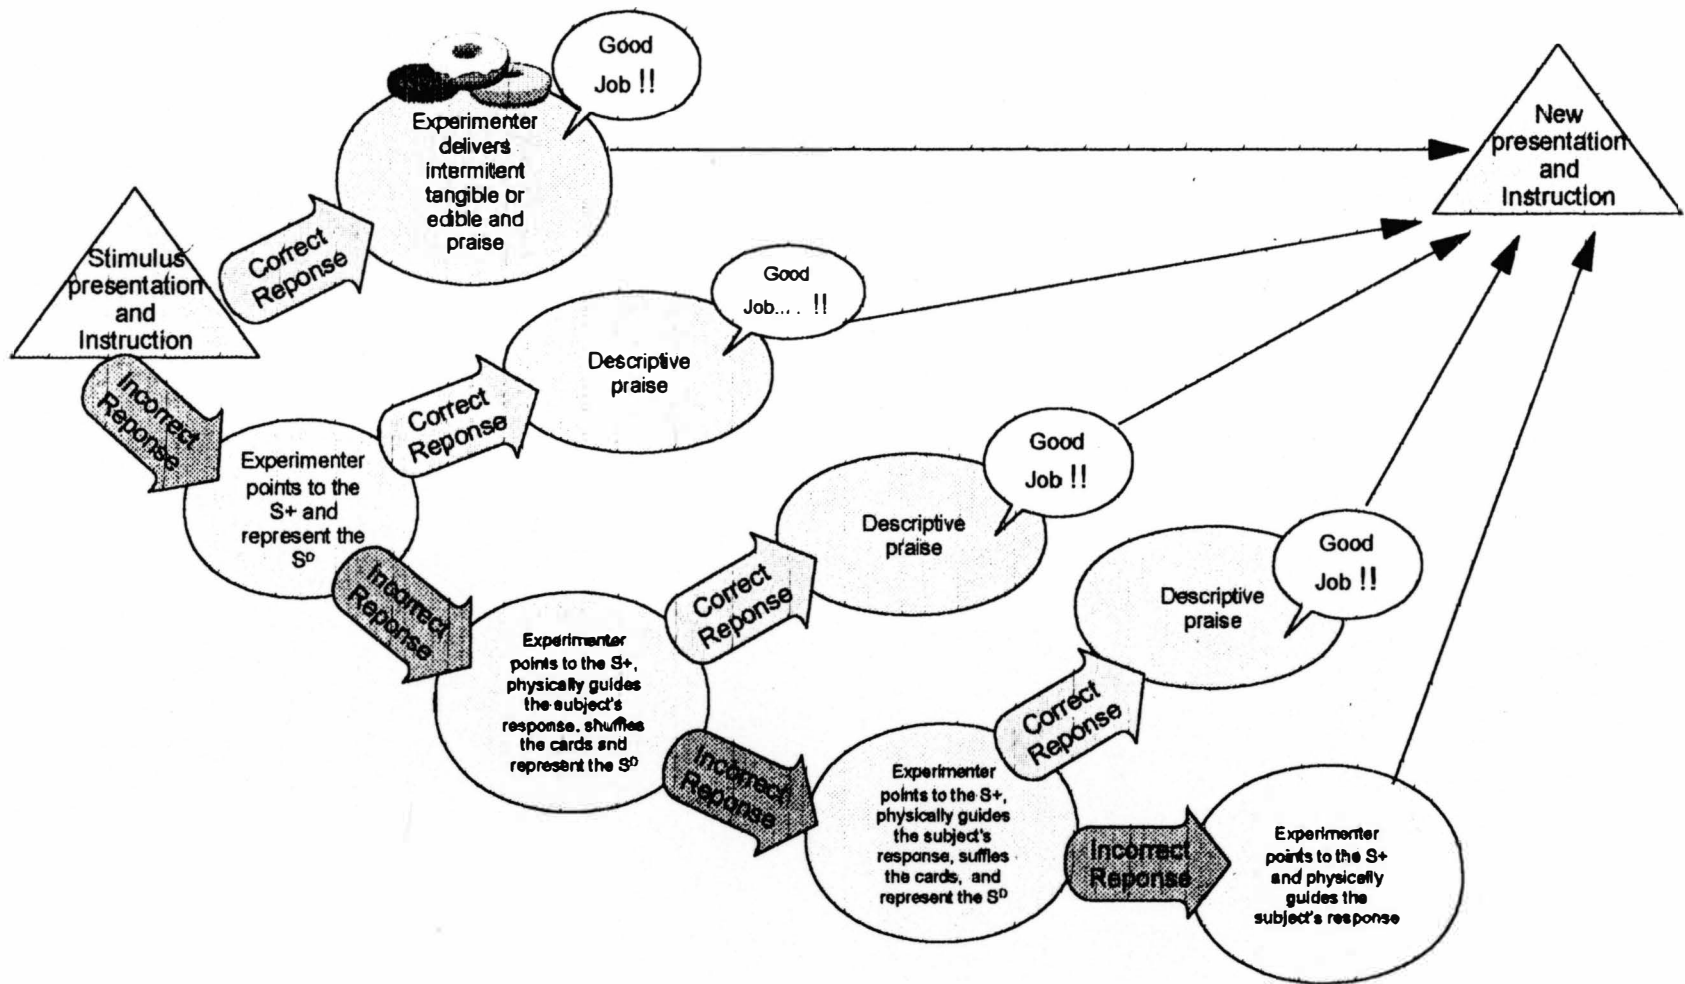 Good
Job !!
Experimenter
delivers
intermitent
tangible or
edible and
praise
New
presentation
and
Instruction
Stimulus
presentation
and
Instruction
Correct
Reponse
Good
Job.... !!
Descriptive
praise
Incorrect
Reponse
Correct
Reponse
Experimenter
points to the
S+ and
represent the
S^D
Good
Job !!
Descriptive
praise
Incorrect
Reponse
Correct
Reponse
Experimenter
points to the S+,
physically guides
the subject's
response, shuffles
the cards and
represent the S^D
Good
Job !!
Descriptive
praise
Incorrect
Reponse
Correct
Reponse
Experimenter
points to the S+,
physically guides
the subject's
response, suffles
the cards, and
represent the S^D
Incorrect
Reponse
Experimenter
points to the S+
and physically
guides the
subject's response